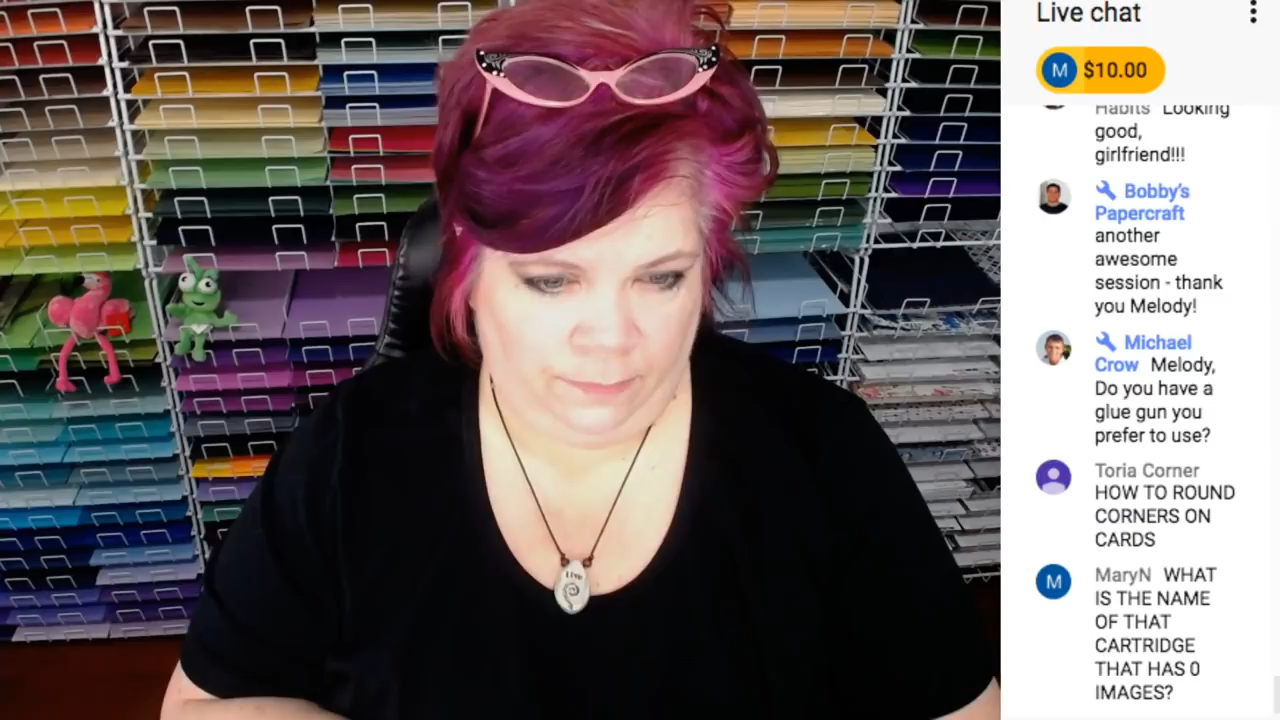 Live chat
M $10.00
Habits Looking
good,
girlfriend!!!
Bobby's
Papercraft
another
awesome
session - thank
you Melody!
Michael
Crow Melody,
Do you have a
glue gun you
prefer to use?
Toria Corner
HOW TO ROUND
CORNERS ON
CARDS
M MaryN WHAT
IS THE NAME
OF THAT
CARTRIDGE
THAT HAS 0
IMAGES?
Live